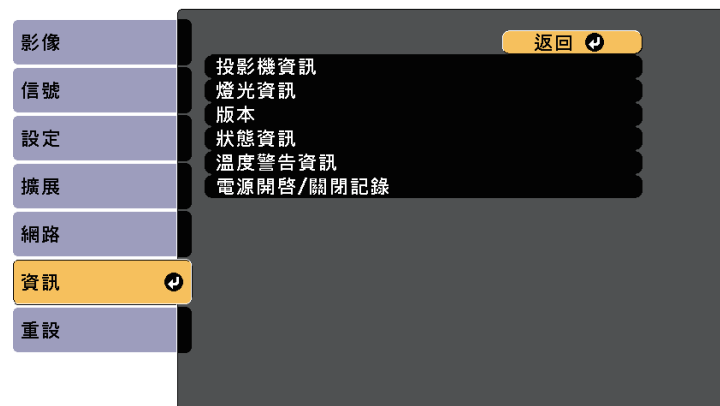 影像
信號
設定
擴展
網路
資訊
重設
返回
投影機資訊
燈光資訊
版本
狀態資訊
溫度警告資訊
電源開啓/關閉記錄